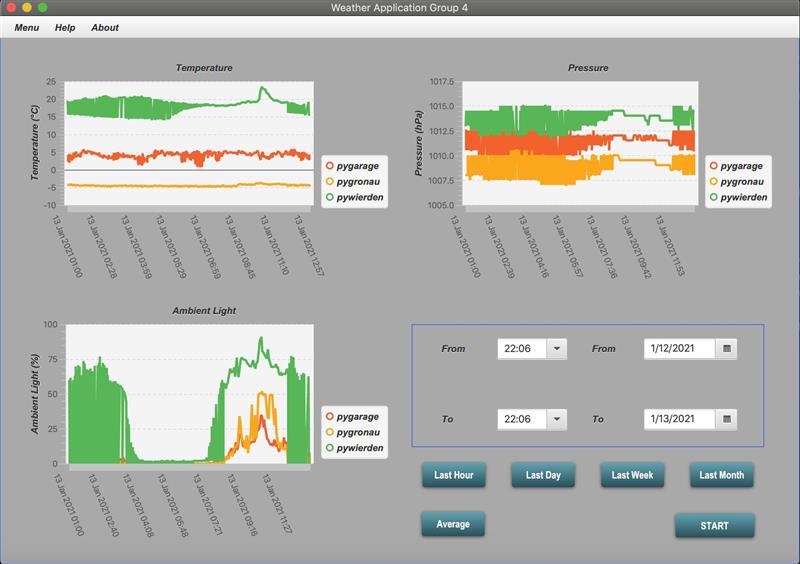 Weather Application Group 4
Menu Help About
Temperature
Temperature (°C)
25
20
15
10
5
0
-5
-10
13 Jan 2021 01:00
13 Jan 2021 02:28
13 Jan 2021 03:59
13 Jan 2021 05:29
13 Jan 2021 06:59
13 Jan 2021 08:45
13 Jan 2021 11:10
13 Jan 2021 12:57
pygarage
pygronau
pywierden
Pressure
Pressure (hPa)
1017.5
1015.0
1012.5
1010.0
1007.5
1005.0
13 Jan 2021 01:00
13 Jan 2021 02:39
13 Jan 2021 04:16
13 Jan 2021 05:57
13 Jan 2021 07:36
13 Jan 2021 09:42
13 Jan 2021 11:53
pygarage
pygronau
pywierden
Ambient Light
Ambient Light (%)
100
75
50
25
0
13 Jan 2021 01:00
13 Jan 2021 02:40
13 Jan 2021 04:08
13 Jan 2021 05:48
13 Jan 2021 07:21
13 Jan 2021 09:16
13 Jan 2021 11:27
pygarage
pygronau
pywierden
From 22:06 From 1/12/2021
To 22:06 To 1/13/2021
Last Hour Last Day Last Week Last Month
Average START